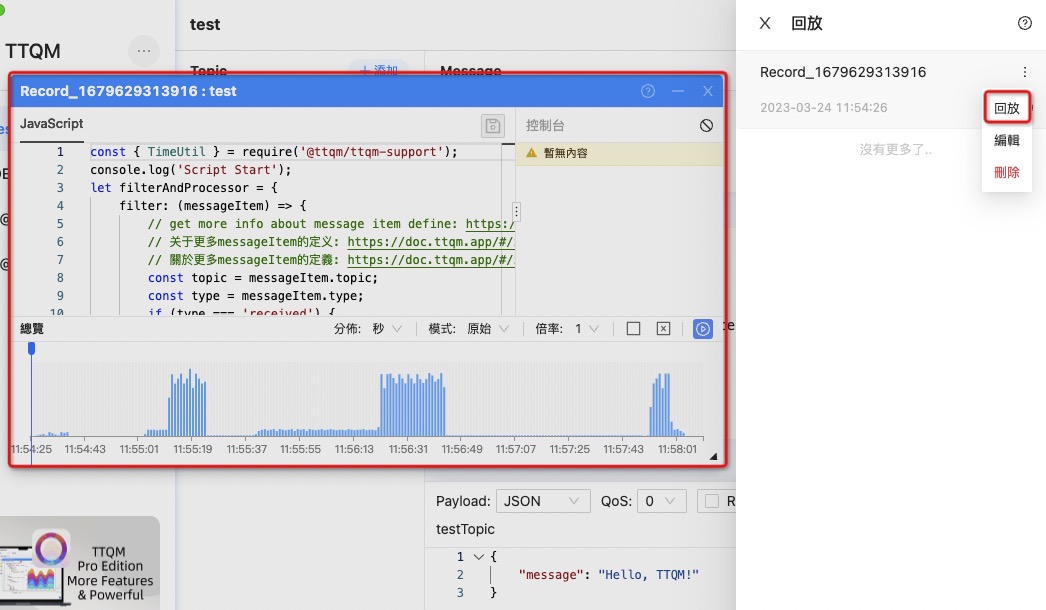 test
TTQM
...
Topic
＋ 添加
Message
Record_1679629313916 : test
JavaScript
控制台
暫無內容
1 const { TimeUtil } = require('@ttqm/ttqm-support');
2 console.log('Script Start');
3 let filterAndProcessor = {
4 filter: (messageItem) => {
5 // get more info about message item define: https:/
6 // 关于更多messageItem的定义: https://doc.ttqm.app/#/
7 // 關於更多messageItem的定義: https://doc.ttqm.app/#/
8 const topic = messageItem.topic;
9 const type = messageItem.type;
10 if (type === 'received') {
總覽
分佈: 秒
模式: 原始
倍率: 1
11:54:25 11:54:43 11:55:01 11:55:19 11:55:37 11:55:55 11:56:13 11:56:31 11:56:49 11:57:07 11:57:25 11:57:43 11:58:01
Payload: JSON QoS: 0 R
testTopic
1 {
2 "message": "Hello, TTQM!"
3 }
TTQM
Pro Edition
More Features
& Powerful
回放
Record_1679629313916
2023-03-24 11:54:26
沒有更多了..
回放
編輯
刪除